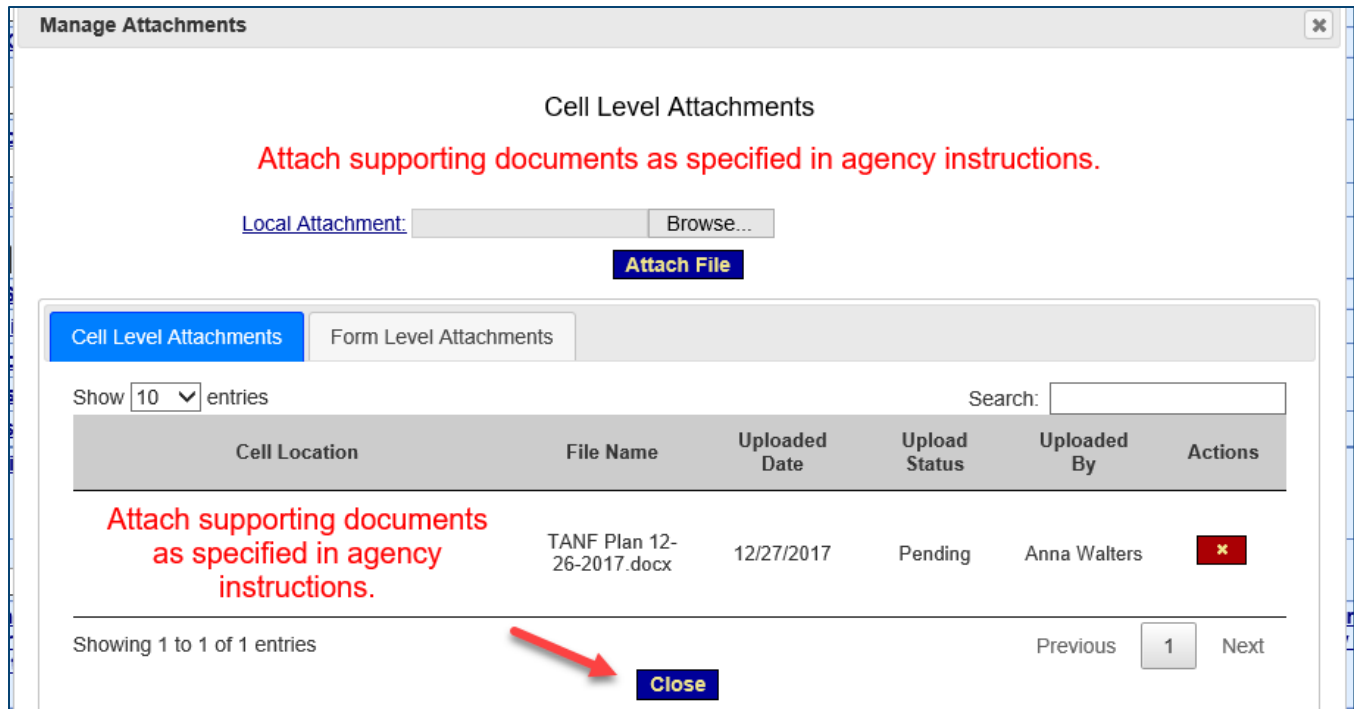 Manage Attachments
Cell Level Attachments
Attach supporting documents as specified in agency instructions.
Local Attachment: Browse...
Attach File
Cell Level Attachments Form Level Attachments
Show 10 entries Search:
Cell Location File Name Uploaded Date Upload Status Uploaded By Actions
Attach supporting documents
as specified in agency
instructions.
TANF Plan 12-
26-2017.docx
12/27/2017 Pending Anna Walters
Showing 1 to 1 of 1 entries Previous 1 Next
Close